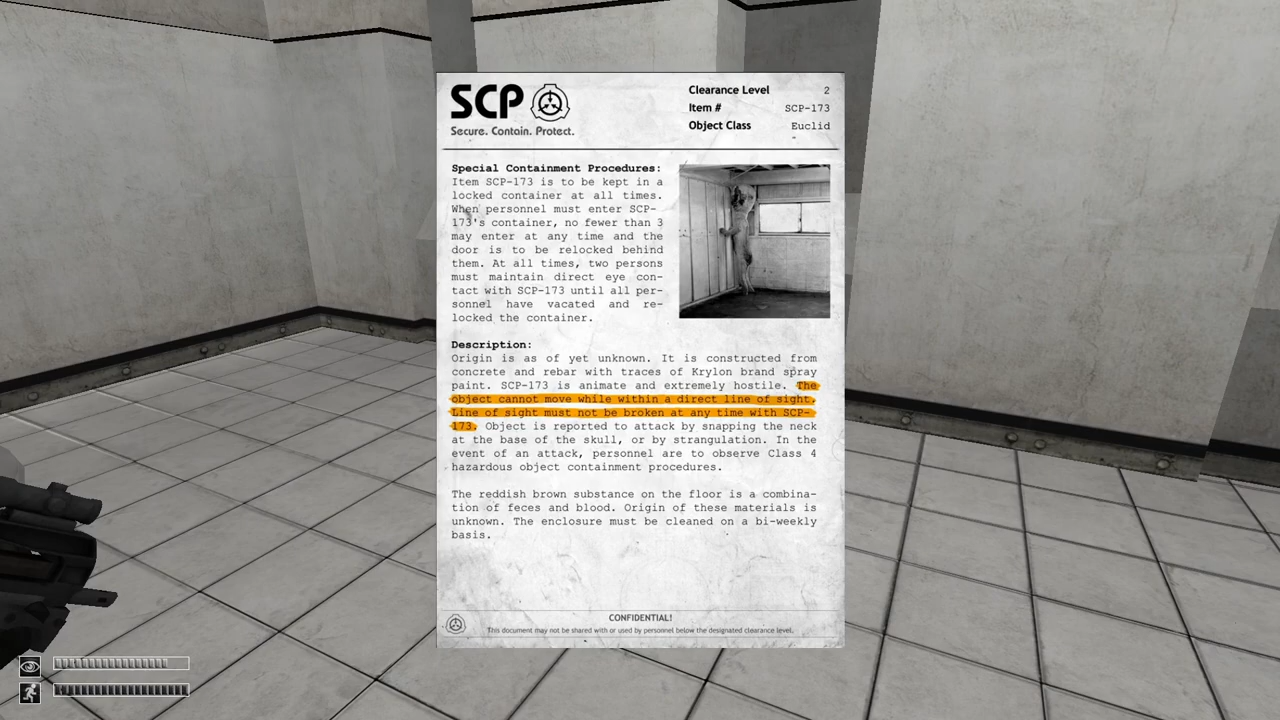 SCP
Secure. Contain. Protect.
Clearance Level 2
Item # SCP-173
Object Class Euclid
Special Containment Procedures:
Item SCP-173 is to be kept in a
locked container at all times.
When personnel must enter SCP-
173's container, no fewer than 3
may enter at any time and the
door is to be relocked behind
them. At all times, two persons
must maintain direct eye con-
tact with SCP-173 until all per-
sonnel have vacated and re-
locked the container.
Description:
Origin is as of yet unknown. It is constructed from
concrete and rebar with traces of Krylon brand spray
paint. SCP-173 is animate and extremely hostile. The
object cannot move while within a direct line of sight.
Line of sight must not be broken at any time with SCP-
173. Object is reported to attack by snapping the neck
at the base of the skull, or by strangulation. In the
event of an attack, personnel are to observe Class 4
hazardous object containment procedures.
The reddish brown substance on the floor is a combina-
tion of feces and blood. Origin of these materials is
unknown. The enclosure must be cleaned on a bi-weekly
basis.
CONFIDENTIAL!
This document may not be shared with or used by personnel below the designated clearance level.